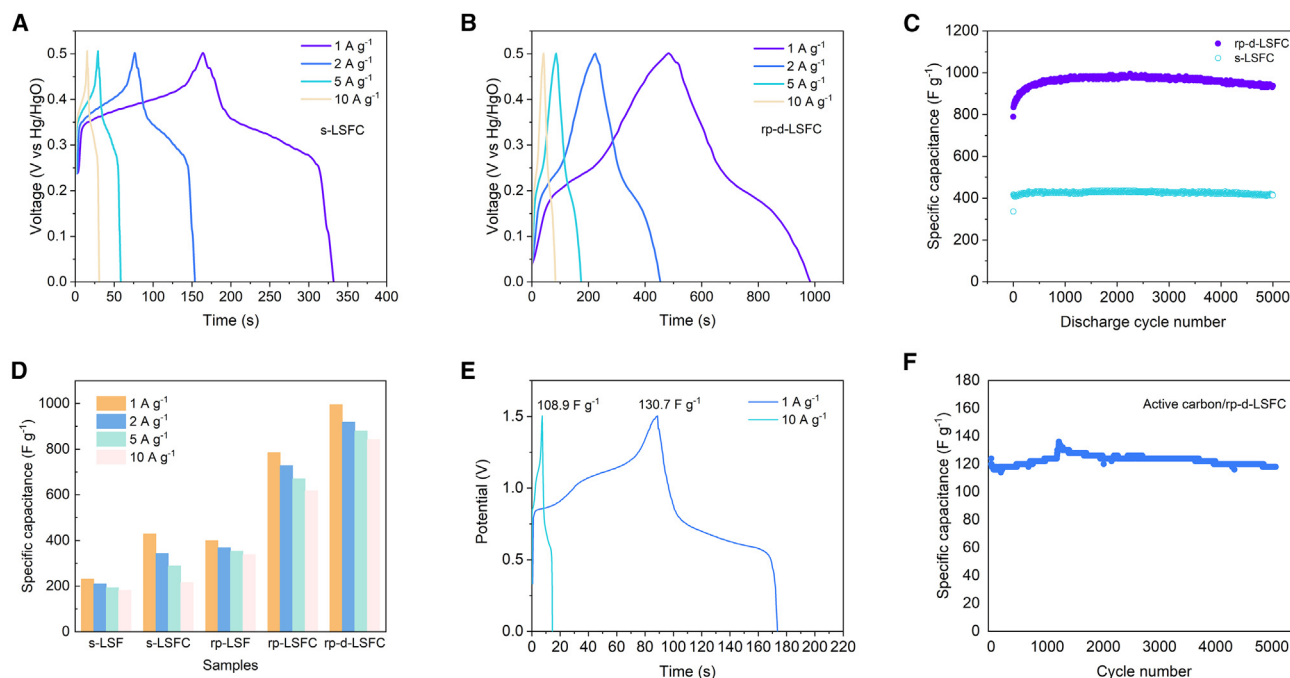 A
Voltage (V vs Hg/HgO)
0.5
0.4
0.3
0.2
0.1
0.0
1 A g⁻¹
2 A g⁻¹
5 A g⁻¹
10 A g⁻¹
s-LSFC
0 50 100 150 200 250 300 350 400
Time (s)
B
Voltage (V vs Hg/HgO)
0.5
0.4
0.3
0.2
0.1
0.0
1 A g⁻¹
2 A g⁻¹
5 A g⁻¹
10 A g⁻¹
rp-d-LSFC
0 200 400 600 800 1000
Time (s)
C
Specific capacitance (F g⁻¹)
1200
1000
800
600
400
200
0
rp-d-LSFC
s-LSFC
0 1000 2000 3000 4000 5000
Discharge cycle number
D
Specific capacitance (F g⁻¹)
1000
800
600
400
200
0
1 A g⁻¹
2 A g⁻¹
5 A g⁻¹
10 A g⁻¹
s-LSF s-LSFC rp-LSF rp-LSFC rp-d-LSFC
Samples
E
Potential (V)
1.5
1.0
0.5
0.0
108.9 F g⁻¹ 130.7 F g⁻¹
1 A g⁻¹
10 A g⁻¹
0 20 40 60 80 100 120 140 160 180 200 220
Time (s)
F
Specific capacitance (F g⁻¹)
180
160
140
120
100
80
60
40
20
0
Active carbon/rp-d-LSFC
0 1000 2000 3000 4000 5000
Cycle number